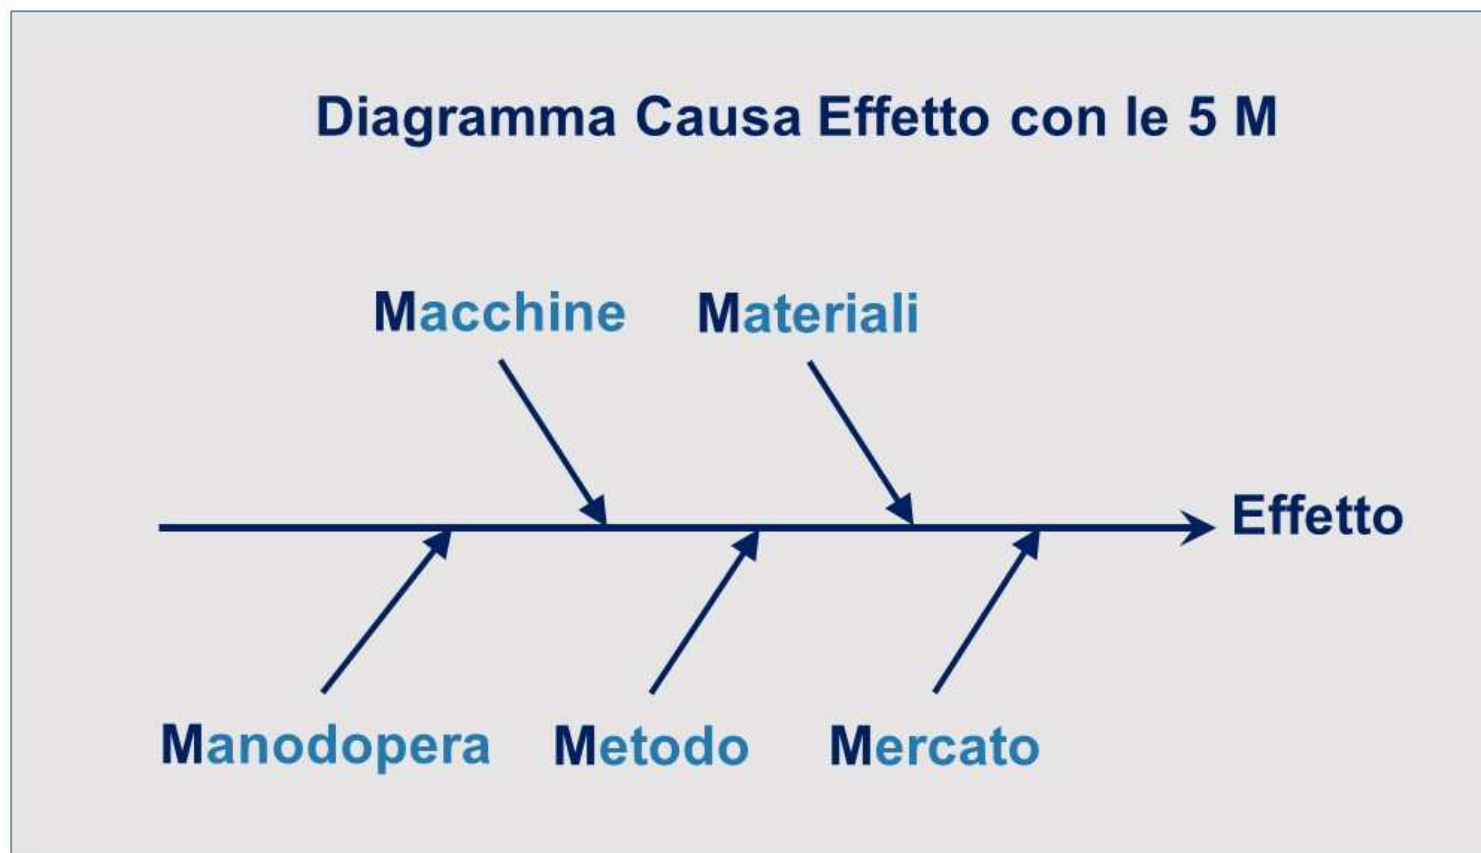 Diagramma Causa Effetto con le 5 M
Macchine
Materiali
Effetto
Manodopera
Metodo
Mercato